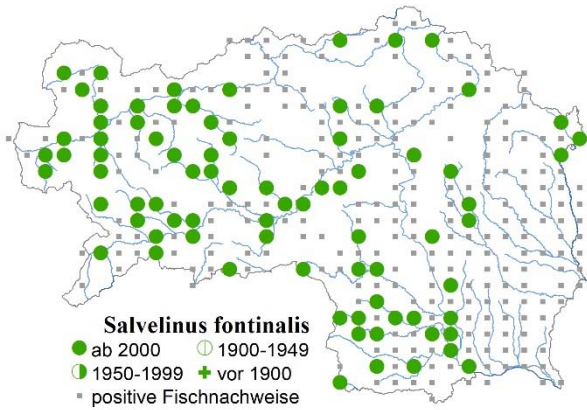 Salvelinus fontinalis
ab 2000 1900-1949
1950-1999 vor 1900
positive Fischnachweise